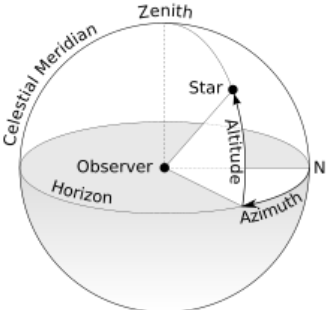 Zenith
Celestial Meridian
Star
Altitude
Observer
N
Horizon
Azimuth